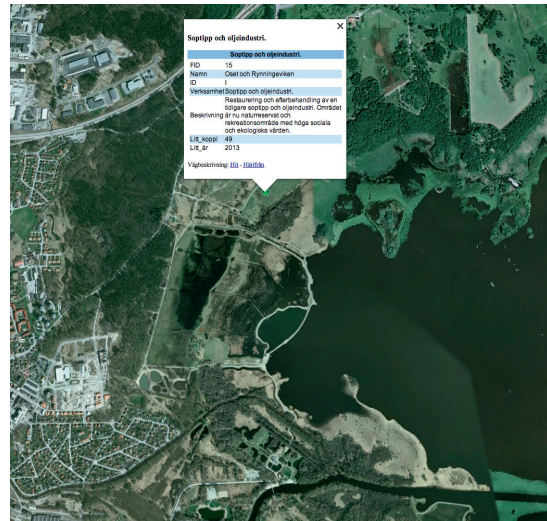 Soptipp och oljeindustri.
Soptipp och oljeindustri.
FID 15
Namn Oset och Rynningeviken
ID I
Verksamhet Soptipp och oljeindustri.
Restaurering och efterbehandling av en
tidigare soptipp och oljeindustri. Området
Beskrivning är nu naturreservat och
rekreationsområde med höga sociala
och ekologiska värden.
Litt_koppl 49
Litt_år 2013
Vägbeskrivning: Hit - Härifrån